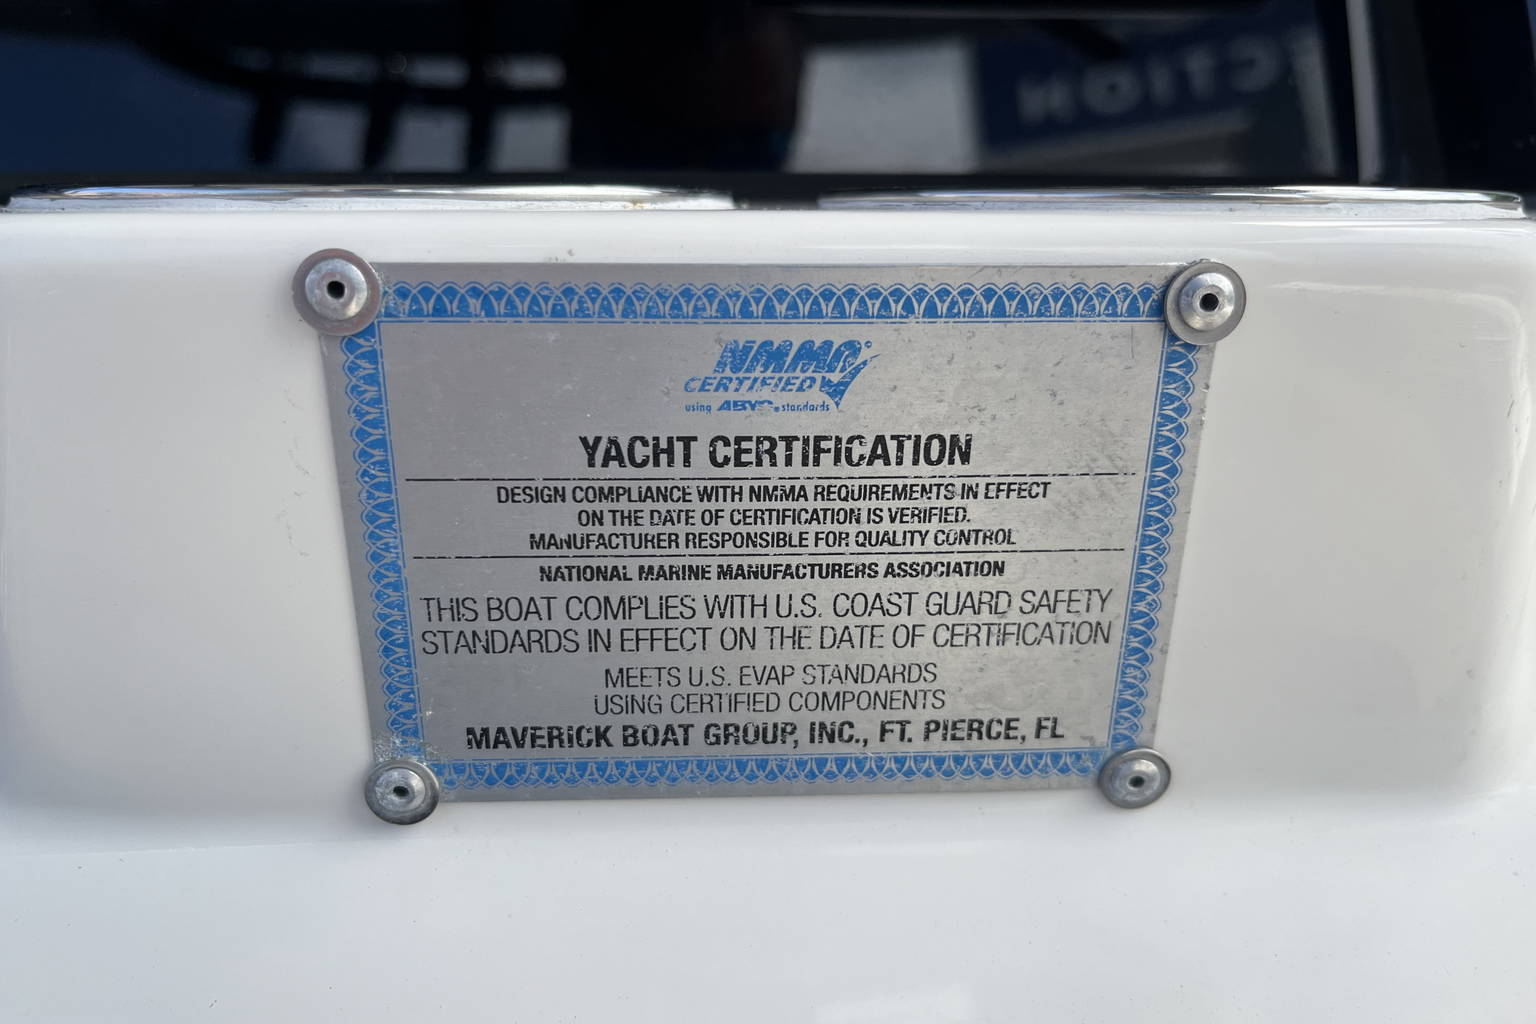 CTION
NMMA®
CERTIFIED
using ABYC® standards
YACHT CERTIFICATION
DESIGN COMPLIANCE WITH NMMA REQUIREMENTS IN EFFECT
ON THE DATE OF CERTIFICATION IS VERIFIED.
MANUFACTURER RESPONSIBLE FOR QUALITY CONTROL
NATIONAL MARINE MANUFACTURERS ASSOCIATION
THIS BOAT COMPLIES WITH U.S. COAST GUARD SAFETY
STANDARDS IN EFFECT ON THE DATE OF CERTIFICATION
MEETS U.S. EVAP STANDARDS
USING CERTIFIED COMPONENTS
MAVERICK BOAT GROUP, INC., FT. PIERCE, FL